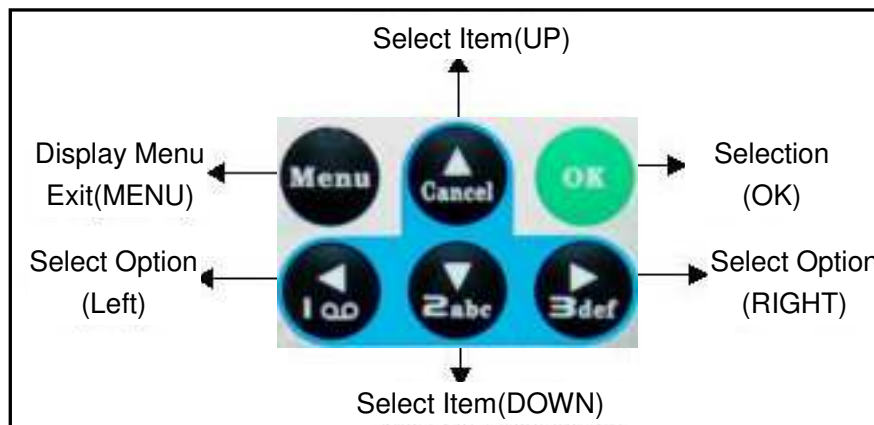 Select Item(UP)
Display Menu
Exit(MENU)
Menu
Cancel
OK
Selection
(OK)
Select Option
(Left)
1
2abc
3def
Select Option
(RIGHT)
Select Item(DOWN)